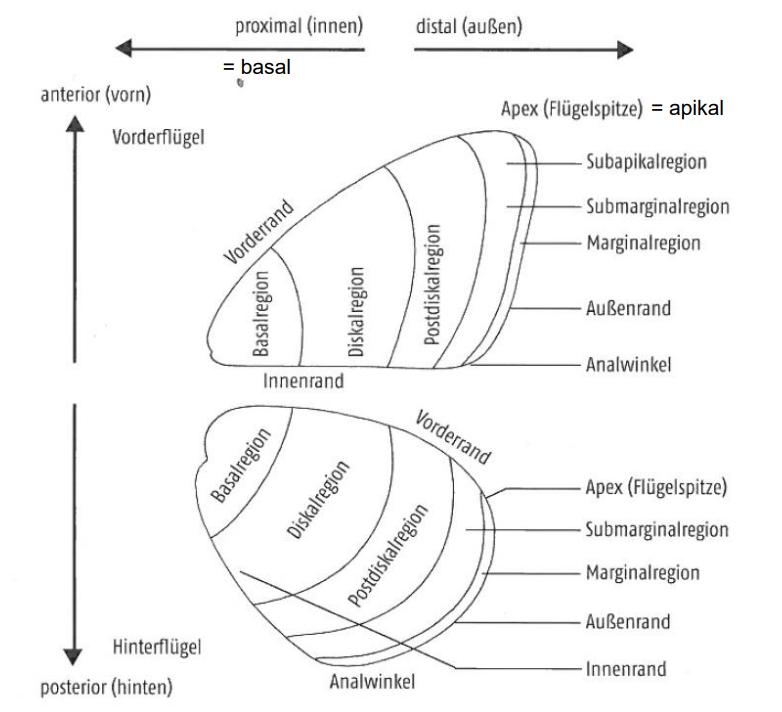 proximal (innen)
distal (außen)
= basal
anterior (vorn)
Apex (Flügelspitze) = apikal
Vorderflügel
Subapikalregion
Submarginalregion
Vorderrand
Marginalregion
Basalregion
Diskalregion
Postdiskalregion
Außenrand
Analwinkel
Innenrand
Vorderrand
Basalregion
Diskalregion
Postdiskalregion
Apex (Flügelspitze)
Submarginalregion
Marginalregion
Außenrand
Hinterflügel
Innenrand
Analwinkel
posterior (hinten)